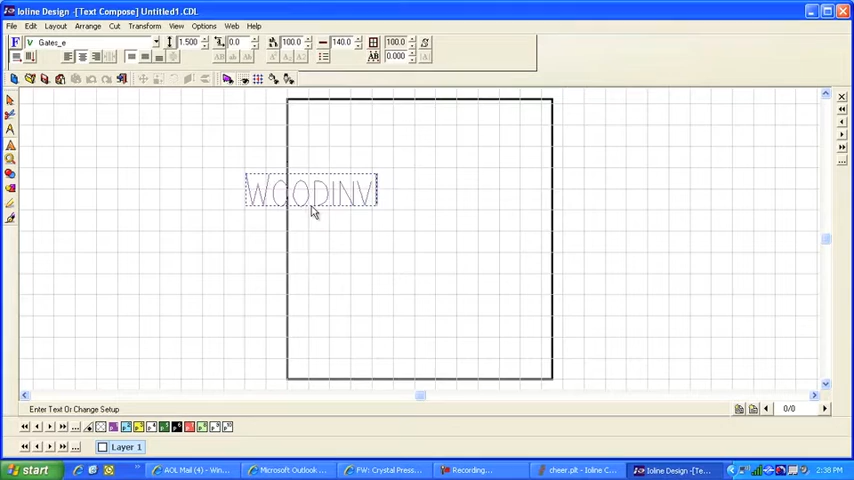 Ioline Design -[Text Compose] Untitled1.CDL
File Edit Layout Arrange Cut Transform View Options Web Help
Gates_e 1.500 0.0 100.0 140.0 100.0
0.000
WOODINV
Enter Text Or Change Setup 0/0
Layer 1
start AOL Mail (4) - Win... Microsoft Outlook ... FW: Crystal Press... Recording... cheer.plt - Ioline C... Ioline Design - [Te... 2:38 PM